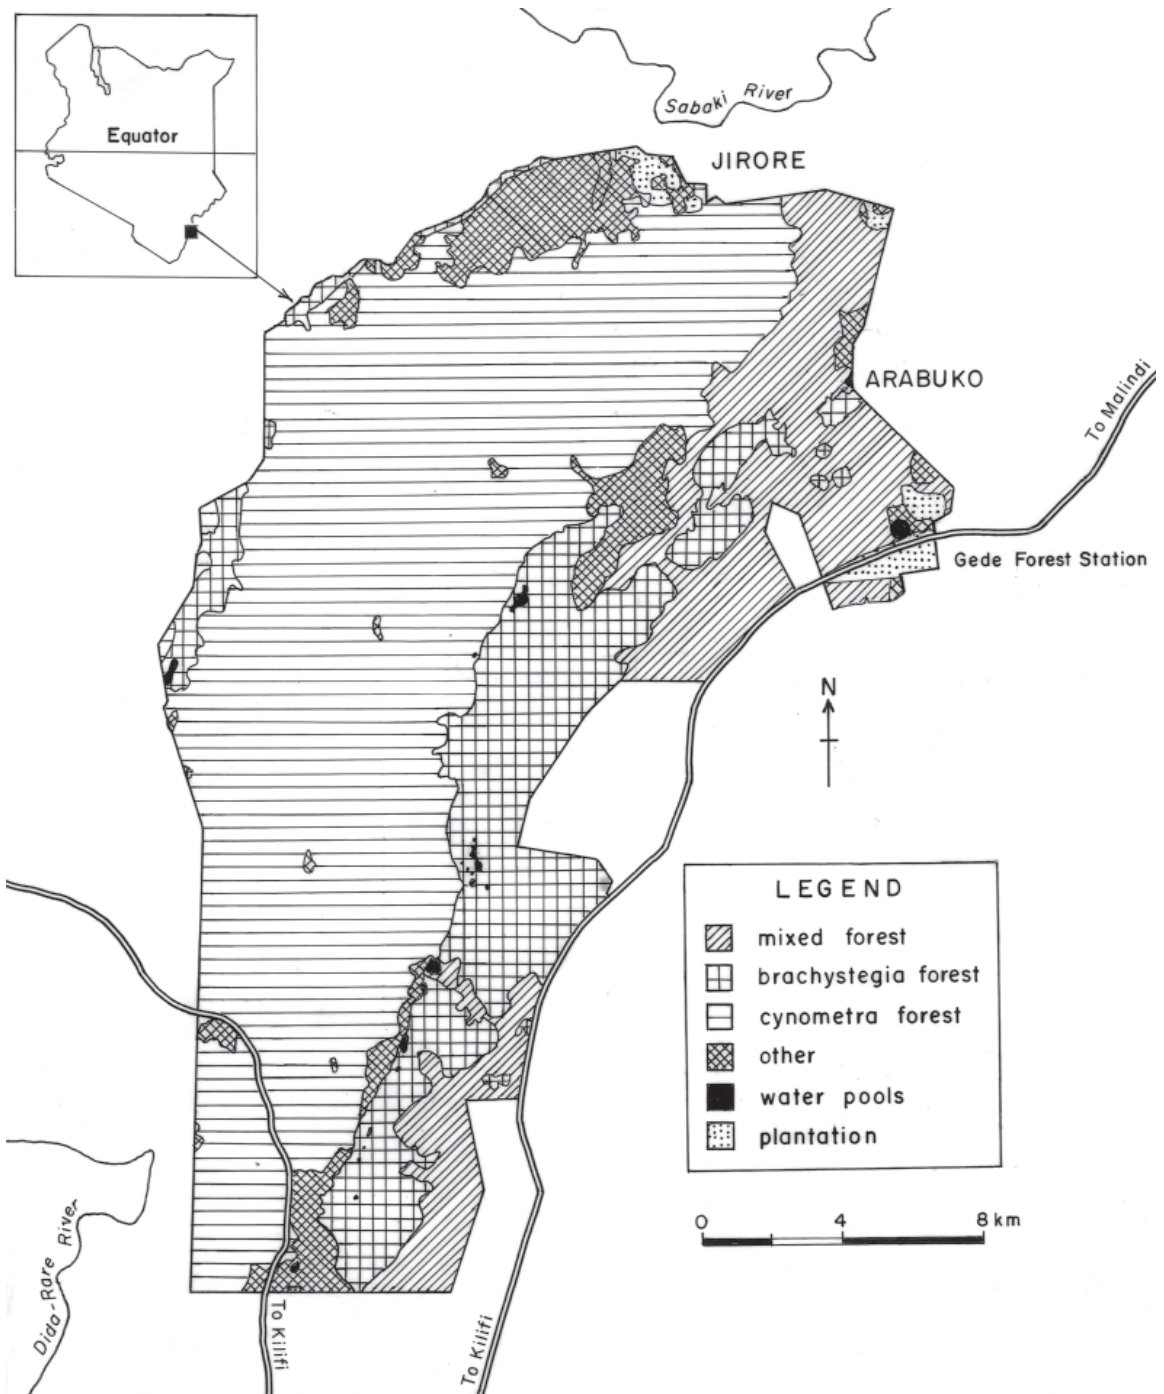 Equator
Sabaki River
JIRORE
ARABUKO
To Malindi
Gede Forest Station
N
LEGEND
mixed forest
brachystegia forest
cynometra forest
other
water pools
plantation
0 4 8 km
Dida-Rare River
To Kilifi
To Kilifi